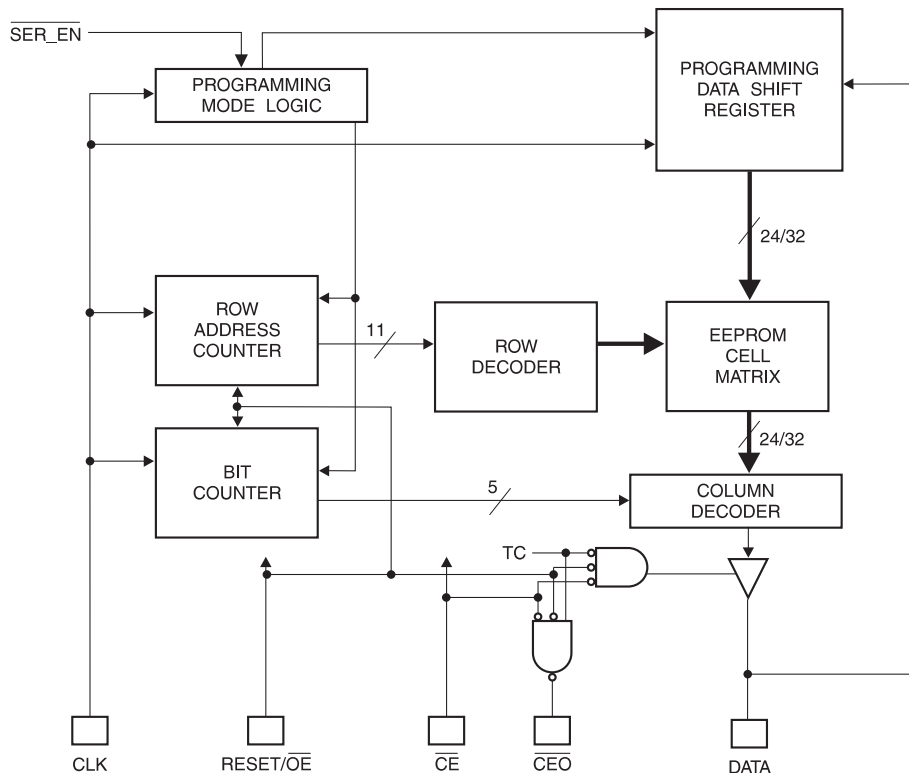 SER_EN
PROGRAMMING
MODE LOGIC
PROGRAMMING
DATA SHIFT
REGISTER
24/32
ROW
ADDRESS
COUNTER
11
ROW
DECODER
EEPROM
CELL
MATRIX
24/32
BIT
COUNTER
5
COLUMN
DECODER
TC
CLK
RESET/OE
CE
CEO
DATA